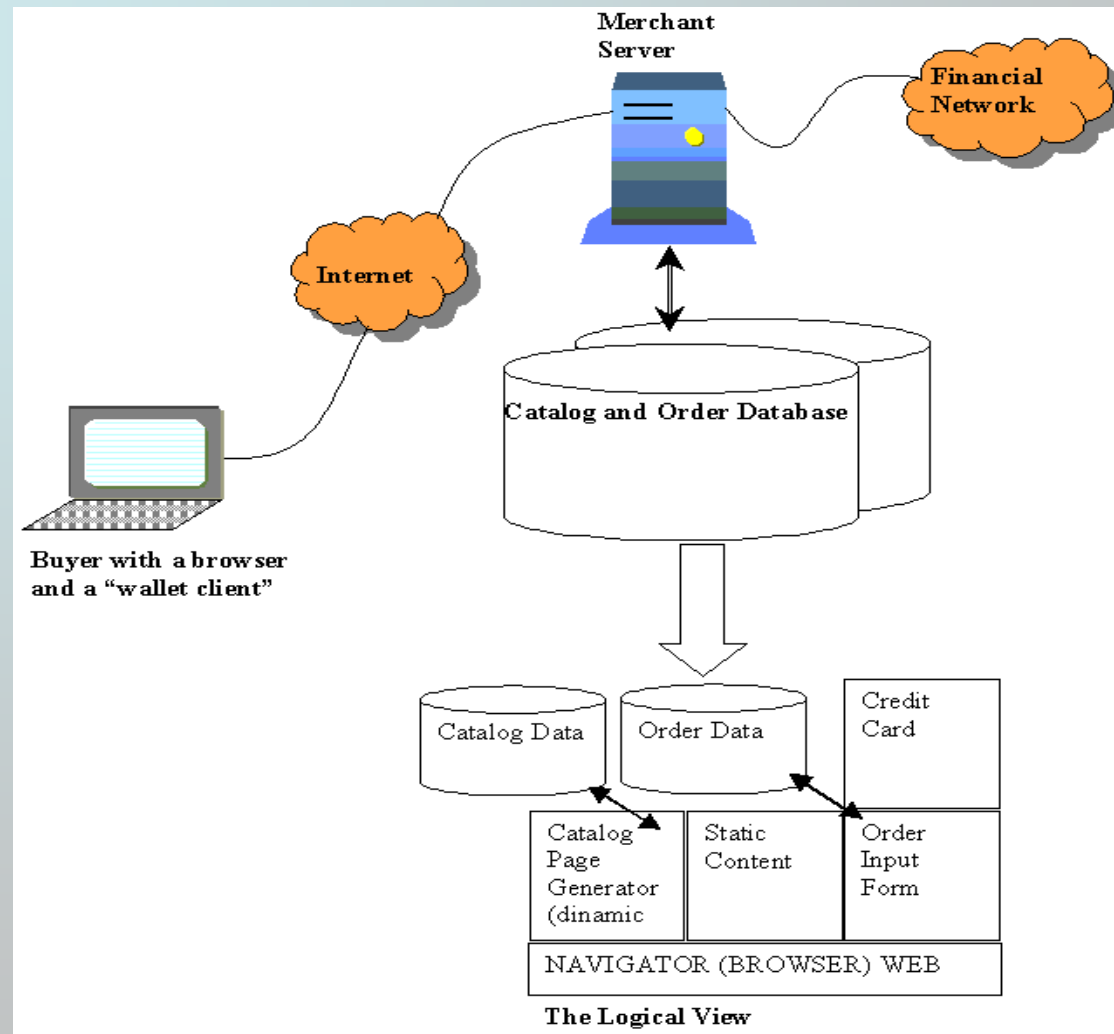 Merchant
Server
Financial
Network
Internet
Catalog and Order Database
Buyer with a browser
and a “wallet client”
Catalog Data
Order Data
Credit
Card
Catalog
Page
Generator
(dinamic
Static
Content
Order
Input
Form
NAVIGATOR (BROWSER) WEB
The Logical View